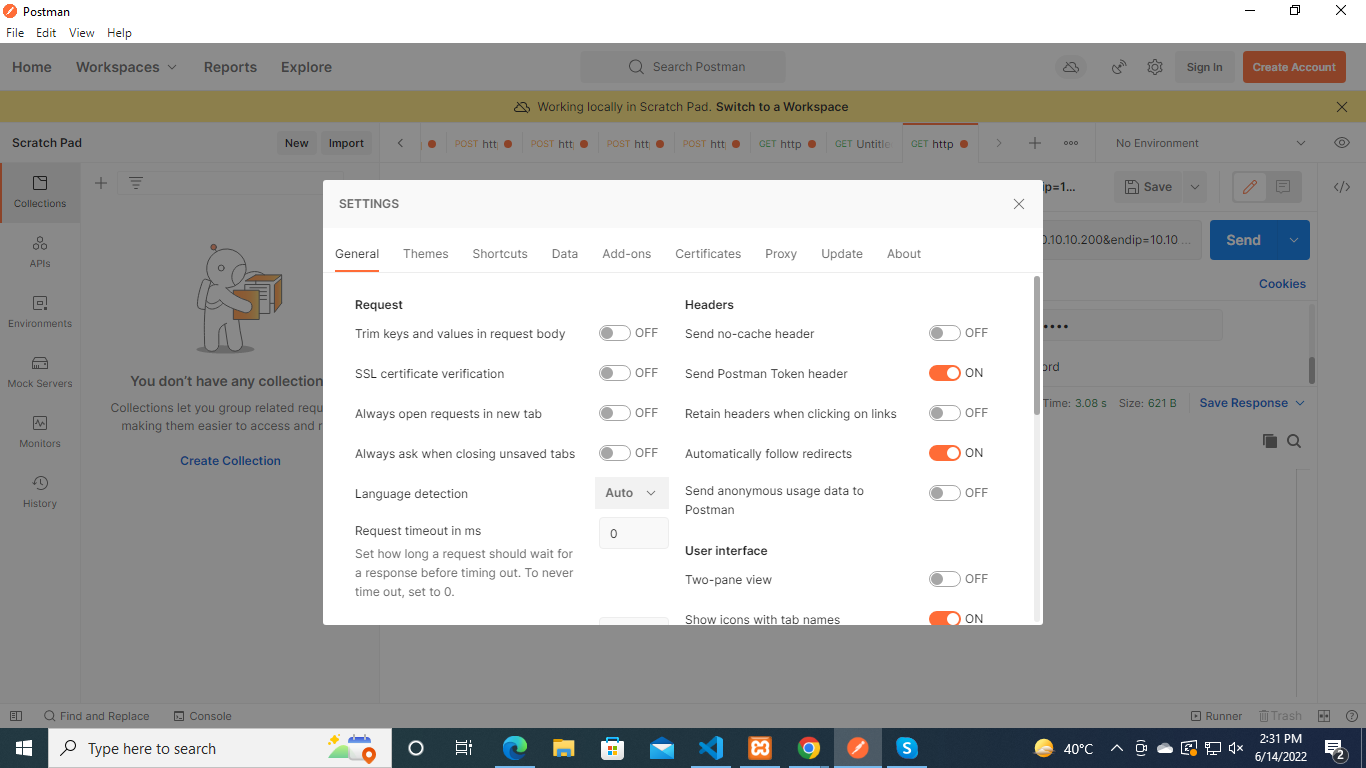 Postman
File Edit View Help
Home Workspaces Reports Explore Search Postman Sign In Create Account
Working locally in Scratch Pad. Switch to a Workspace
Scratch Pad New Import POST htt POST htt POST htt POST htt GET http GET Untitle GET http No Environment
Collections
APIs
Environments
Mock Servers
Monitors
History
You don't have any collection
Collections let you group related requ
making them easier to access and r
Create Collection
SETTINGS
General Themes Shortcuts Data Add-ons Certificates Proxy Update About
Request
Trim keys and values in request body OFF
SSL certificate verification OFF
Always open requests in new tab OFF
Always ask when closing unsaved tabs OFF
Language detection Auto
Request timeout in ms 0
Set how long a request should wait for
a response before timing out. To never
time out, set to 0.
Headers
Send no-cache header OFF
Send Postman Token header ON
Retain headers when clicking on links OFF
Automatically follow redirects ON
Send anonymous usage data to
Postman OFF
User interface
Two-pane view OFF
Show icons with tab names ON
ip=1... Save
0.10.10.200&endip=10.10 ... Send
Cookies
ord
Time: 3.08 s Size: 621 B Save Response
Find and Replace Console Runner Trash
Type here to search
40°C
2:31 PM
6/14/2022
2